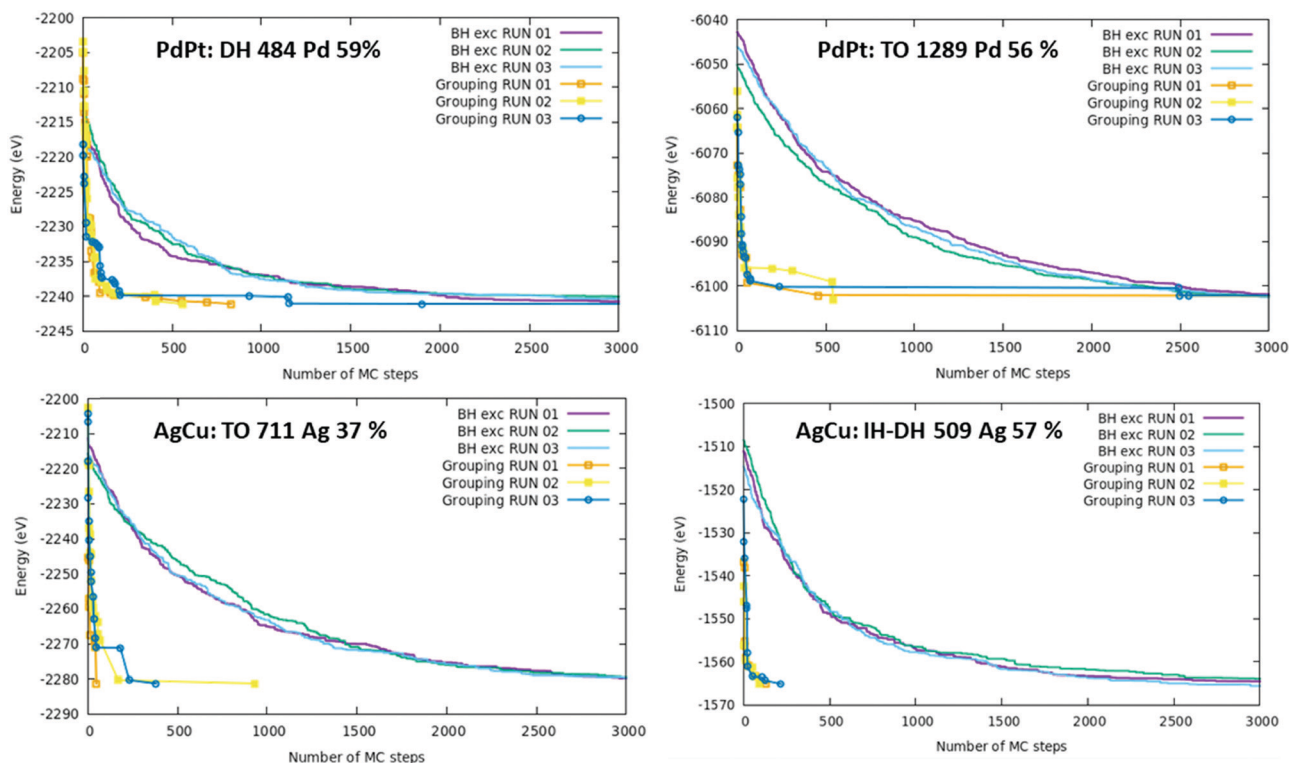 PdPt: DH 484 Pd 59%
BH exc RUN 01
BH exc RUN 02
BH exc RUN 03
Grouping RUN 01
Grouping RUN 02
Grouping RUN 03
Energy (eV)
-2200
-2205
-2210
-2215
-2220
-2225
-2230
-2235
-2240
-2245
0 500 1000 1500 2000 2500 3000
Number of MC steps
PdPt: TO 1289 Pd 56 %
BH exc RUN 01
BH exc RUN 02
BH exc RUN 03
Grouping RUN 01
Grouping RUN 02
Grouping RUN 03
Energy (eV)
-6040
-6050
-6060
-6070
-6080
-6090
-6100
-6110
0 500 1000 1500 2000 2500 3000
Number of MC steps
AgCu: TO 711 Ag 37 %
BH exc RUN 01
BH exc RUN 02
BH exc RUN 03
Grouping RUN 01
Grouping RUN 02
Grouping RUN 03
Energy (eV)
-2200
-2210
-2220
-2230
-2240
-2250
-2260
-2270
-2280
-2290
0 500 1000 1500 2000 2500 3000
Number of MC steps
AgCu: IH-DH 509 Ag 57 %
BH exc RUN 01
BH exc RUN 02
BH exc RUN 03
Grouping RUN 01
Grouping RUN 02
Grouping RUN 03
Energy (eV)
-1500
-1510
-1520
-1530
-1540
-1550
-1560
-1570
0 500 1000 1500 2000 2500 3000
Number of MC steps